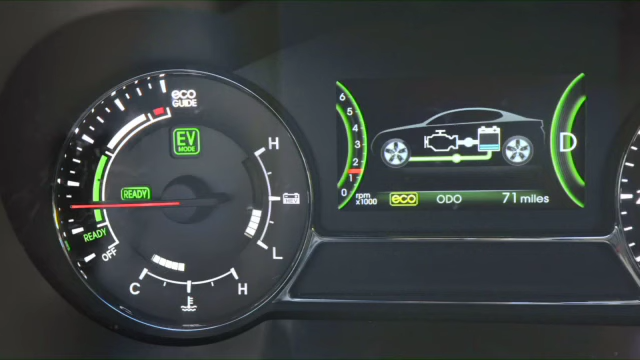 eco
GUIDE
EV
MODE
H
READY
HEV
READY
OFF
L
C
H
6
5
4
3
2
1
0
rpm
x1000
eco
ODO
71 miles
D